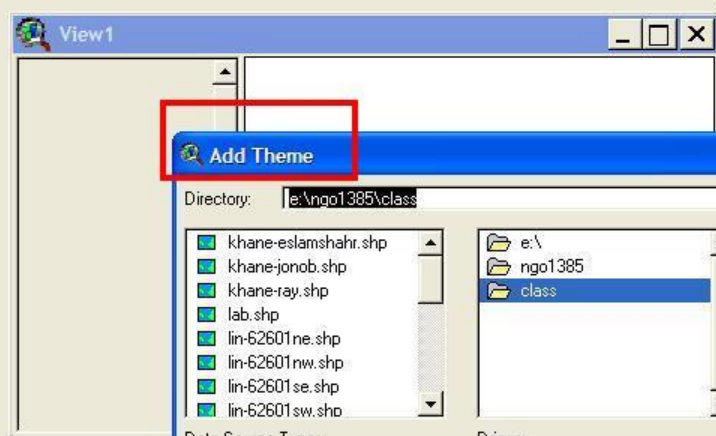 View1
Add Theme
Directory: e:\ngo1385\class
khane-eslamshahr.shp
khane-jonob.shp
khane-ray.shp
lab.shp
lin-62601ne.shp
lin-62601nw.shp
lin-62601se.shp
lin-62601sw.shp
e:\
ngo1385
class